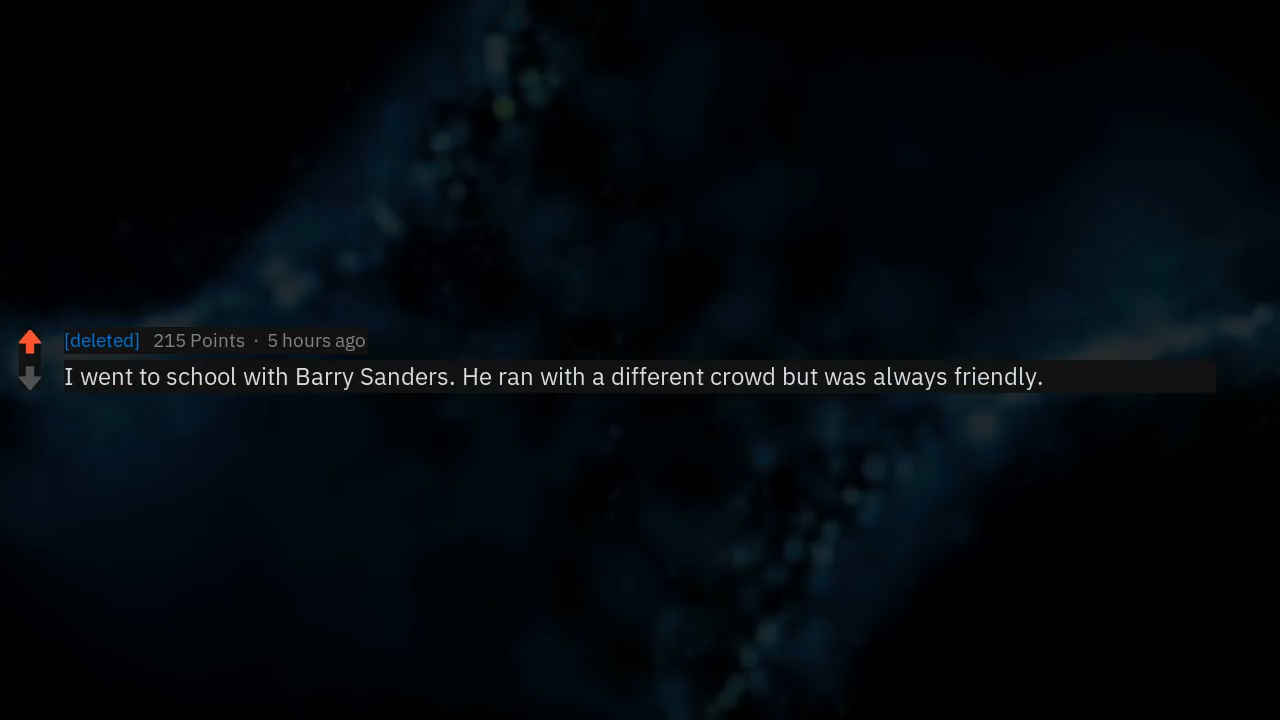 [deleted] 215 Points · 5 hours ago
I went to school with Barry Sanders. He ran with a different crowd but was always friendly.